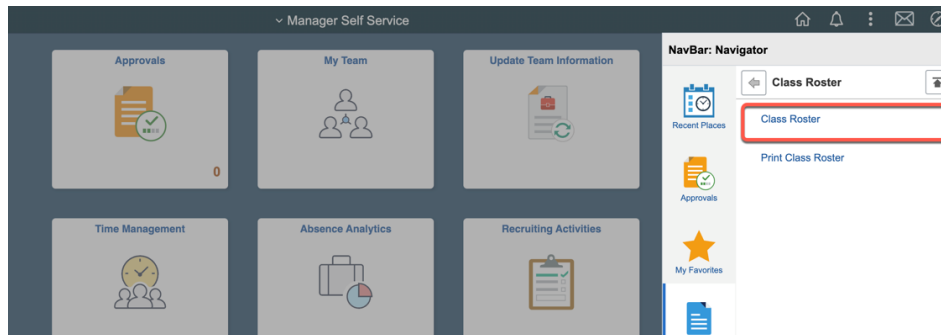 Manager Self Service
Approvals
0
My Team
Update Team Information
Time Management
Absence Analytics
Recruiting Activities
NavBar: Navigator
Recent Places
Approvals
My Favorites
Class Roster
Class Roster
Print Class Roster